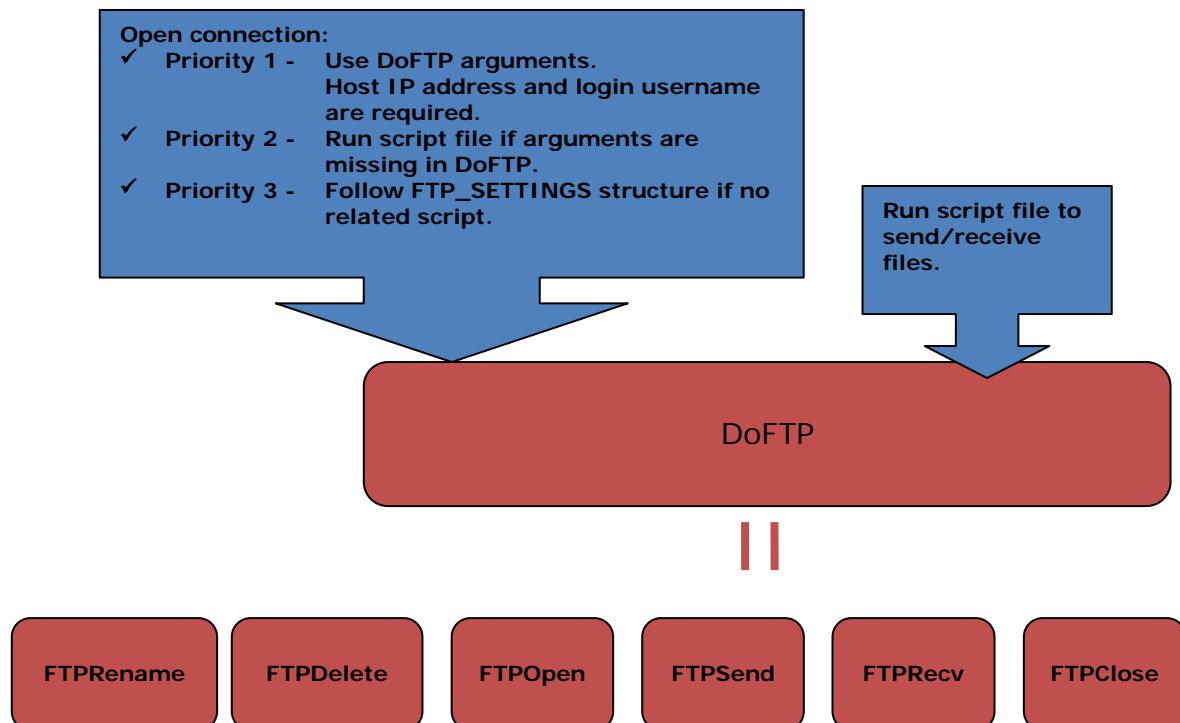 Open connection:
✓ Priority 1 - Use DoFTP arguments.
Host IP address and login username
are required.
✓ Priority 2 - Run script file if arguments are
missing in DoFTP.
✓ Priority 3 - Follow FTP_SETTINGS structure if no
related script.
Run script file to
send/receive
files.
DoFTP
FTPRename
FTPDelete
FTPOpen
FTPSend
FTPRecv
FTPClose